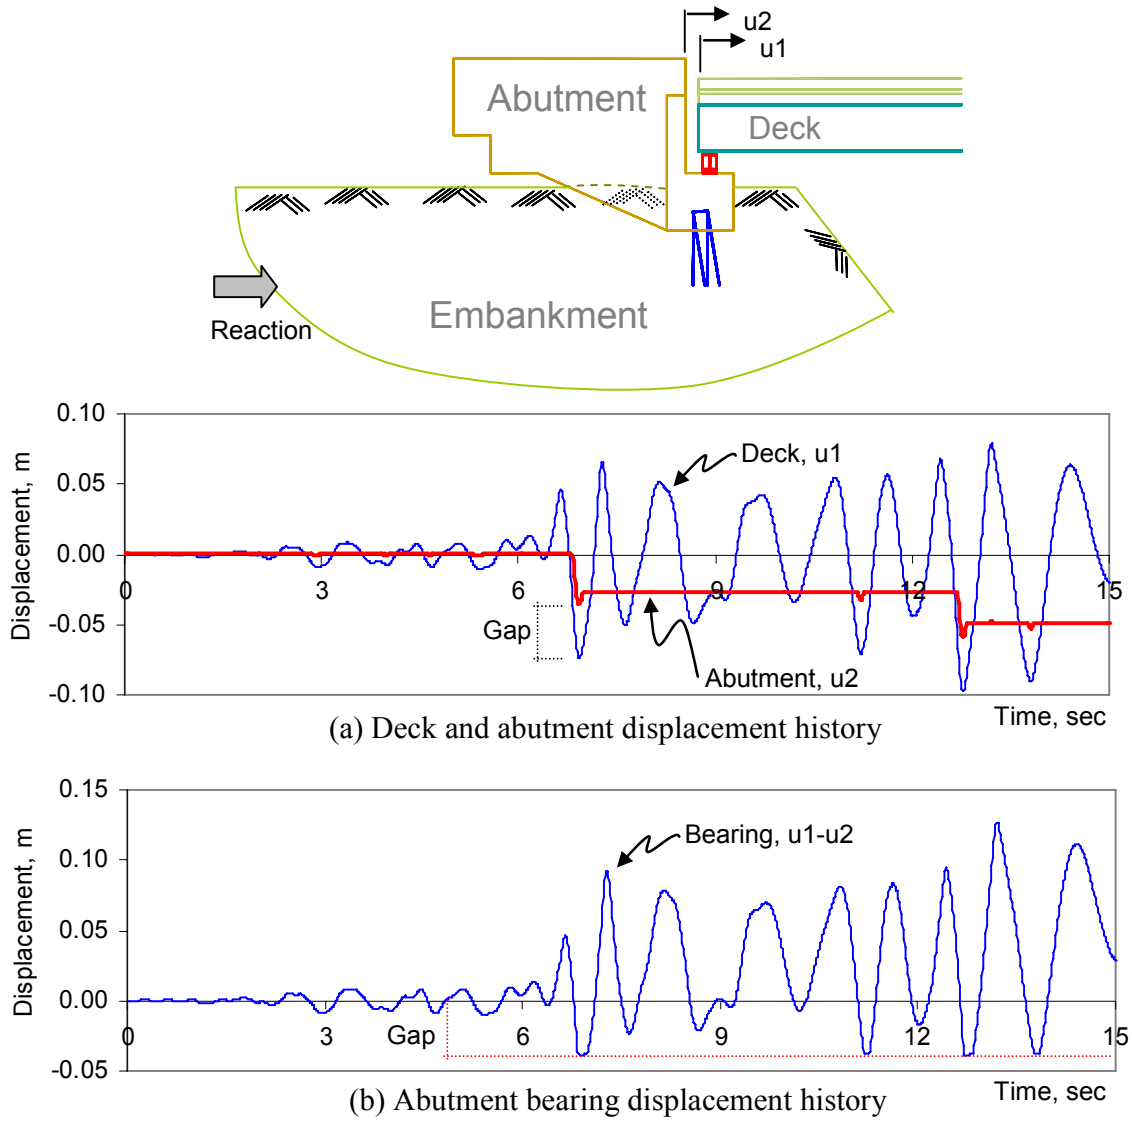 u2
u1
Abutment
Deck
Embankment
Reaction
0.10
0.05
0.00
-0.05
-0.10
Displacement, m
0 3 6 9 12 15
Deck, u1
Gap
Abutment, u2
Time, sec
(a) Deck and abutment displacement history
0.15
0.10
0.05
0.00
-0.05
Displacement, m
Bearing, u1-u2
0 3 6 9 12 15
Gap
Time, sec
(b) Abutment bearing displacement history